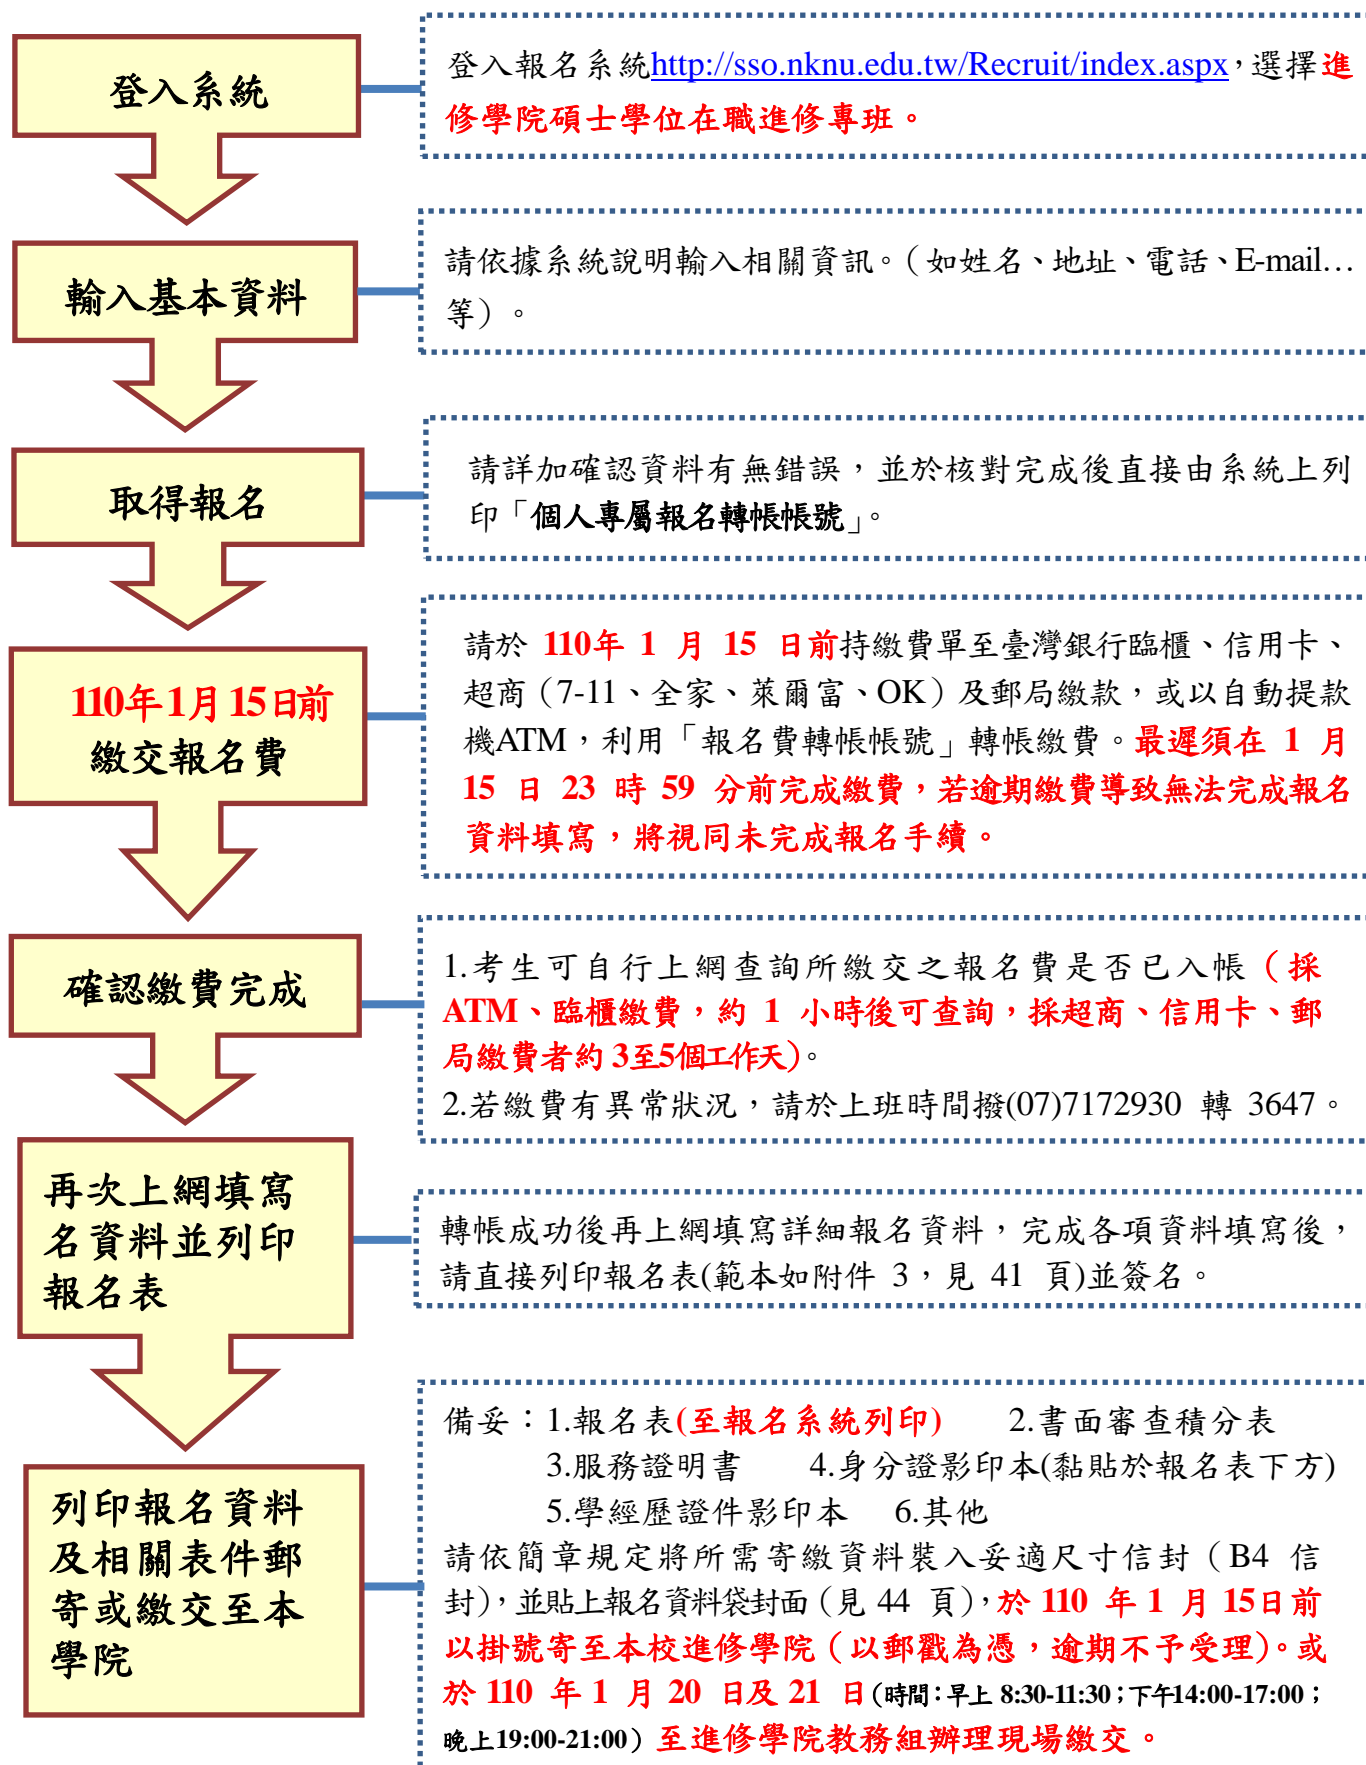 登入系統
登入報名系統http://sso.nknu.edu.tw/Recruit/index.aspx，選擇進
修學院碩士學位在職進修專班。
輸入基本資料
請依據系統說明輸入相關資訊。（如姓名、地址、電話、E-mail…
等）。
取得報名
請詳加確認資料有無錯誤，並於核對完成後直接由系統上列
印「個人專屬報名轉帳帳號」。
110年1月15日前
繳交報名費
請於 110年 1 月 15 日前持繳費單至臺灣銀行臨櫃、信用卡、
超商（7-11、全家、萊爾富、OK）及郵局繳款，或以自動提款
機ATM，利用「報名費轉帳帳號」轉帳繳費。最遲須在 1 月
15 日 23 時 59 分前完成繳費，若逾期繳費導致無法完成報名
資料填寫，將視同未完成報名手續。
確認繳費完成
1.考生可自行上網查詢所繳交之報名費是否已入帳（採
ATM、臨櫃繳費，約 1 小時後可查詢，採超商、信用卡、郵
局繳費者約 3至5個工作天）。
2.若繳費有異常狀況，請於上班時間撥(07)7172930 轉 3647。
再次上網填寫
名資料並列印
報名表
轉帳成功後再上網填寫詳細報名資料，完成各項資料填寫後，
請直接列印報名表(範本如附件 3，見 41 頁)並簽名。
列印報名資料
及相關表件郵
寄或繳交至本
學院
備妥：1.報名表(至報名系統列印) 2.書面審查積分表
3.服務證明書 4.身分證影印本(黏貼於報名表下方)
5.學經歷證件影印本 6.其他
請依簡章規定將所需寄繳資料裝入妥適尺寸信封（B4 信
封），並貼上報名資料袋封面（見 44 頁），於 110 年 1 月 15日前
以掛號寄至本校進修學院（以郵戳為憑，逾期不予受理）。或
於 110 年 1 月 20 日及 21 日（時間：早上 8:30-11:30；下午14:00-17:00；
晚上19:00-21:00）至進修學院教務組辦理現場繳交。